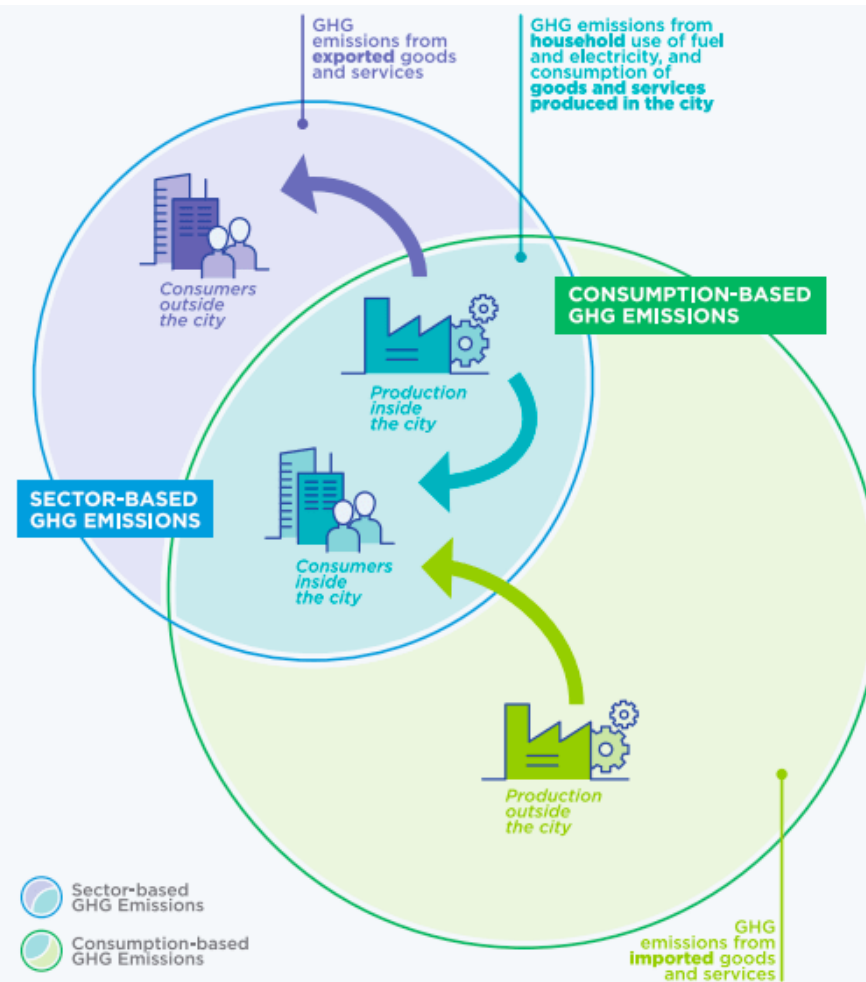 GHG
emissions from
exported goods
and services
GHG emissions from
household use of fuel
and electricity, and
consumption of
goods and services
produced in the city
Consumers
outside
the city
CONSUMPTION-BASED
GHG EMISSIONS
Production
inside
the city
SECTOR-BASED
GHG EMISSIONS
Consumers
inside
the city
Production
outside
the city
Sector-based
GHG Emissions
Consumption-based
GHG Emissions
GHG
emissions from
imported goods
and services